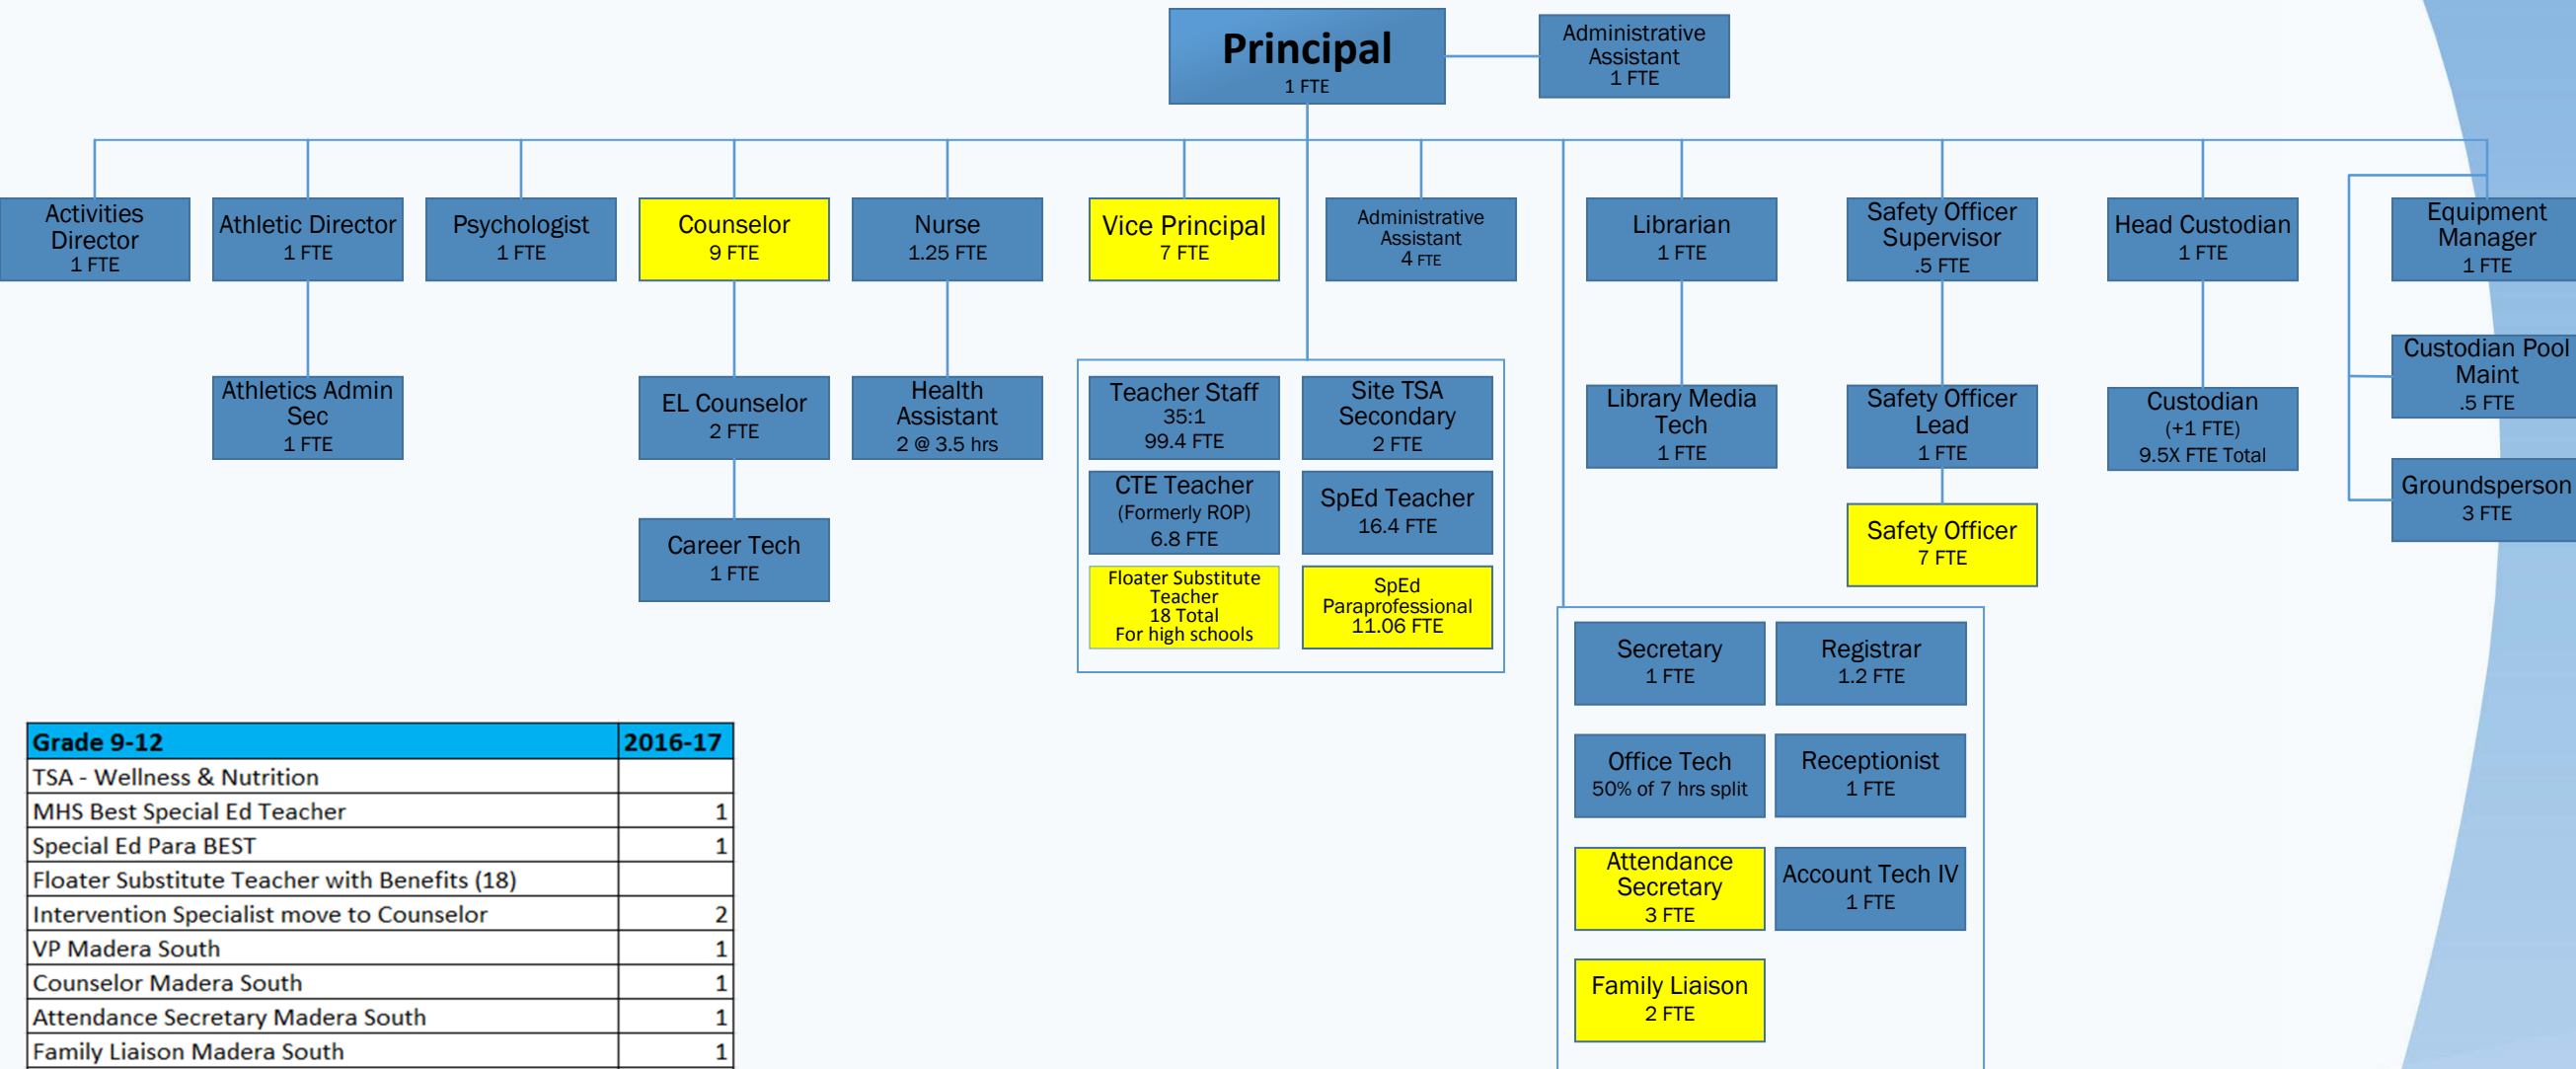 Principal
1 FTE
Administrative
Assistant
1 FTE
Activities
Director
1 FTE
Athletic Director
1 FTE
Psychologist
1 FTE
Counselor
9 FTE
Nurse
1.25 FTE
Vice Principal
7 FTE
Administrative
Assistant
4 FTE
Librarian
1 FTE
Safety Officer
Supervisor
.5 FTE
Head Custodian
1 FTE
Equipment
Manager
1 FTE
Athletics Admin
Sec
1 FTE
EL Counselor
2 FTE
Health
Assistant
2 @ 3.5 hrs
Teacher Staff
35:1
99.4 FTE
Site TSA
Secondary
2 FTE
Library Media
Tech
1 FTE
Safety Officer
Lead
1 FTE
Custodian
(+1 FTE)
9.5X FTE Total
Custodian Pool
Maint
.5 FTE
CTE Teacher
(Formerly ROP)
6.8 FTE
SpEd Teacher
16.4 FTE
Groundsperson
3 FTE
Career Tech
1 FTE
Floater Substitute
Teacher
18 Total
For high schools
SpEd
Paraprofessional
11.06 FTE
Safety Officer
7 FTE
Secretary
1 FTE
Registrar
1.2 FTE
Office Tech
50% of 7 hrs split
Receptionist
1 FTE
Attendance
Secretary
3 FTE
Account Tech IV
1 FTE
Family Liaison
2 FTE
Grade 9-12 2016-17
TSA - Wellness & Nutrition
MHS Best Special Ed Teacher 1
Special Ed Para BEST 1
Floater Substitute Teacher with Benefits (18)
Intervention Specialist move to Counselor 2
VP Madera South 1
Counselor Madera South 1
Attendance Secretary Madera South 1
Family Liaison Madera South 1